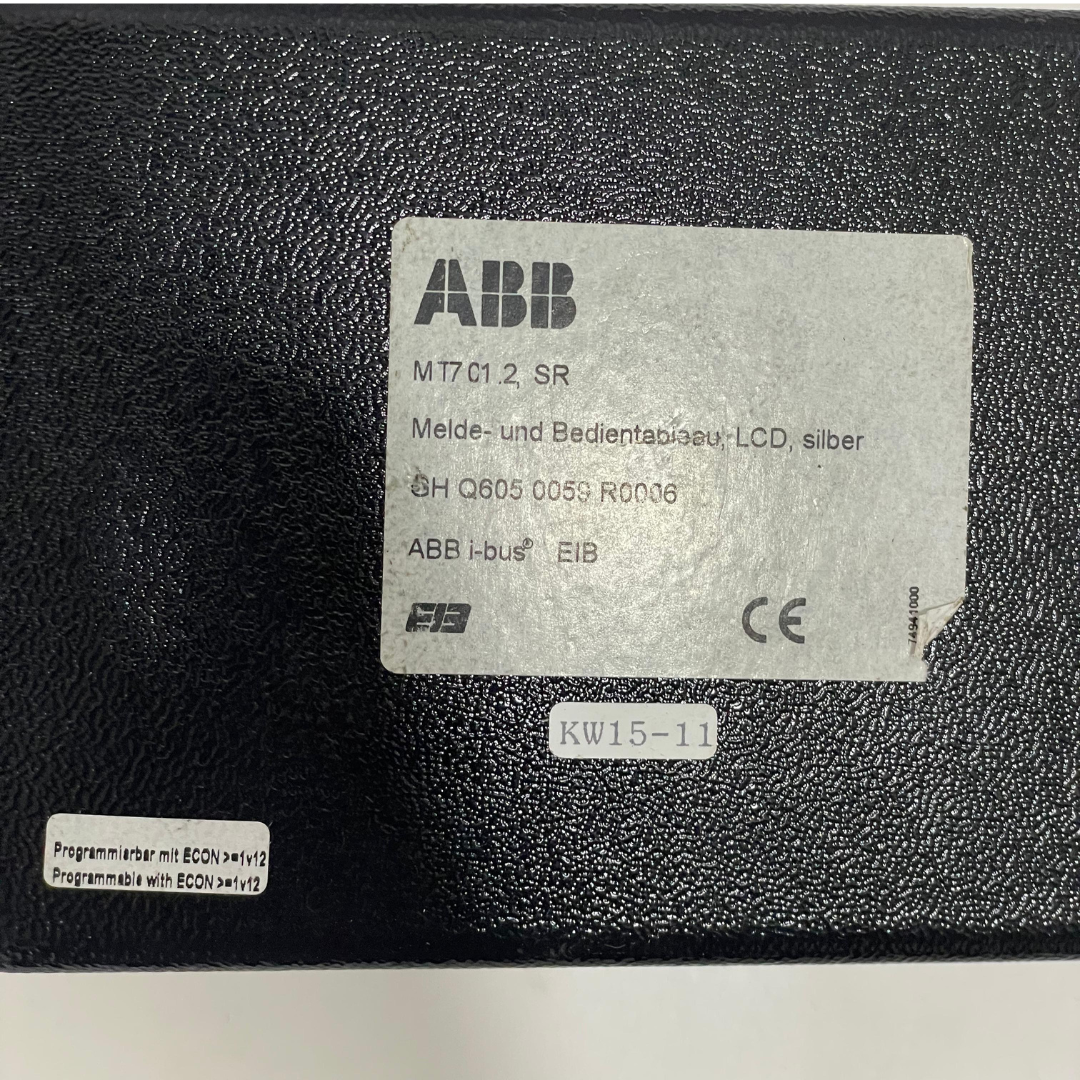 ABB
MT701.2, SR
Melde- und Bedientableau, LCD, silber
GH Q605 0059 R0006
ABB i-bus® EIB
EIB
CE
74941000
KW15-11
Programmierbar mit ECON >=1v12
Programmable with ECON >=1v12